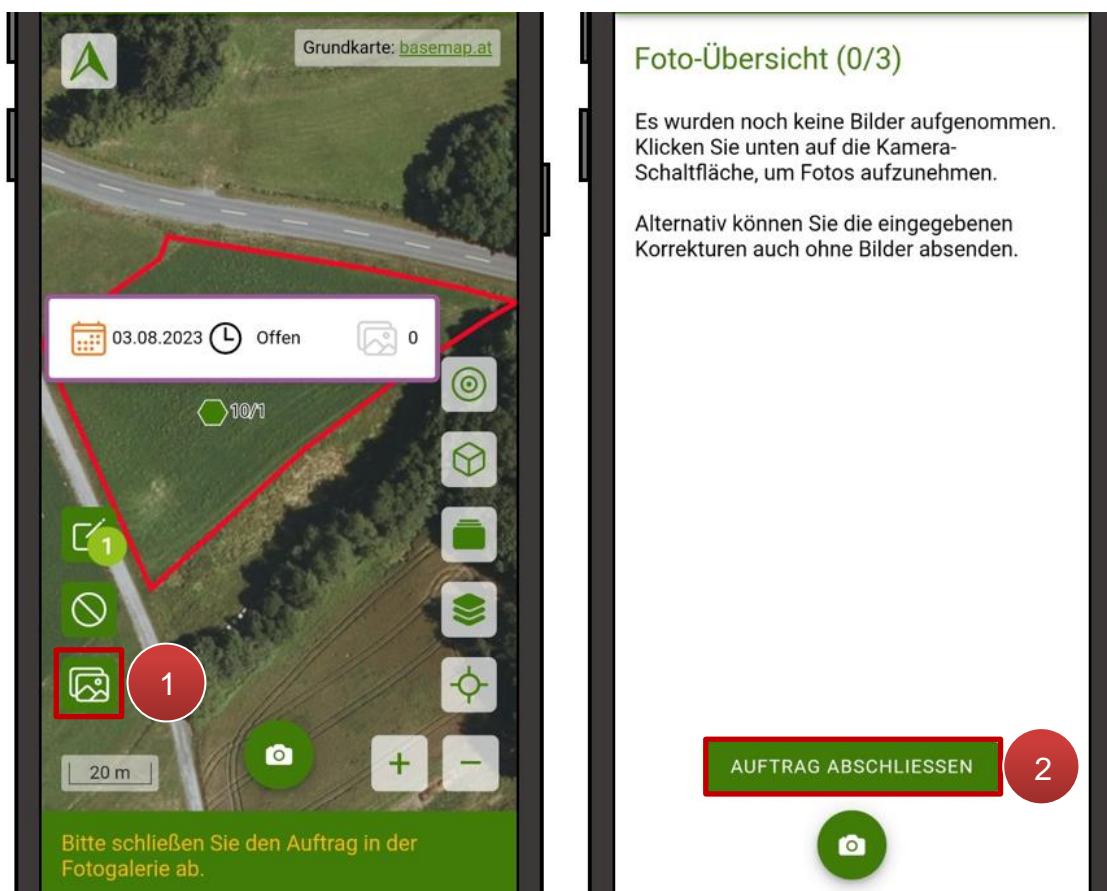 Grundkarte: basemap.at
03.08.2023 Offen 0
10/1
1
1
20 m
+ −
Bitte schließen Sie den Auftrag in der
Fotogalerie ab.
Foto-Übersicht (0/3)
Es wurden noch keine Bilder aufgenommen.
Klicken Sie unten auf die Kamera-
Schaltfläche, um Fotos aufzunehmen.
Alternativ können Sie die eingegebenen
Korrekturen auch ohne Bilder absenden.
AUFTRAG ABSCHLIESSEN
2